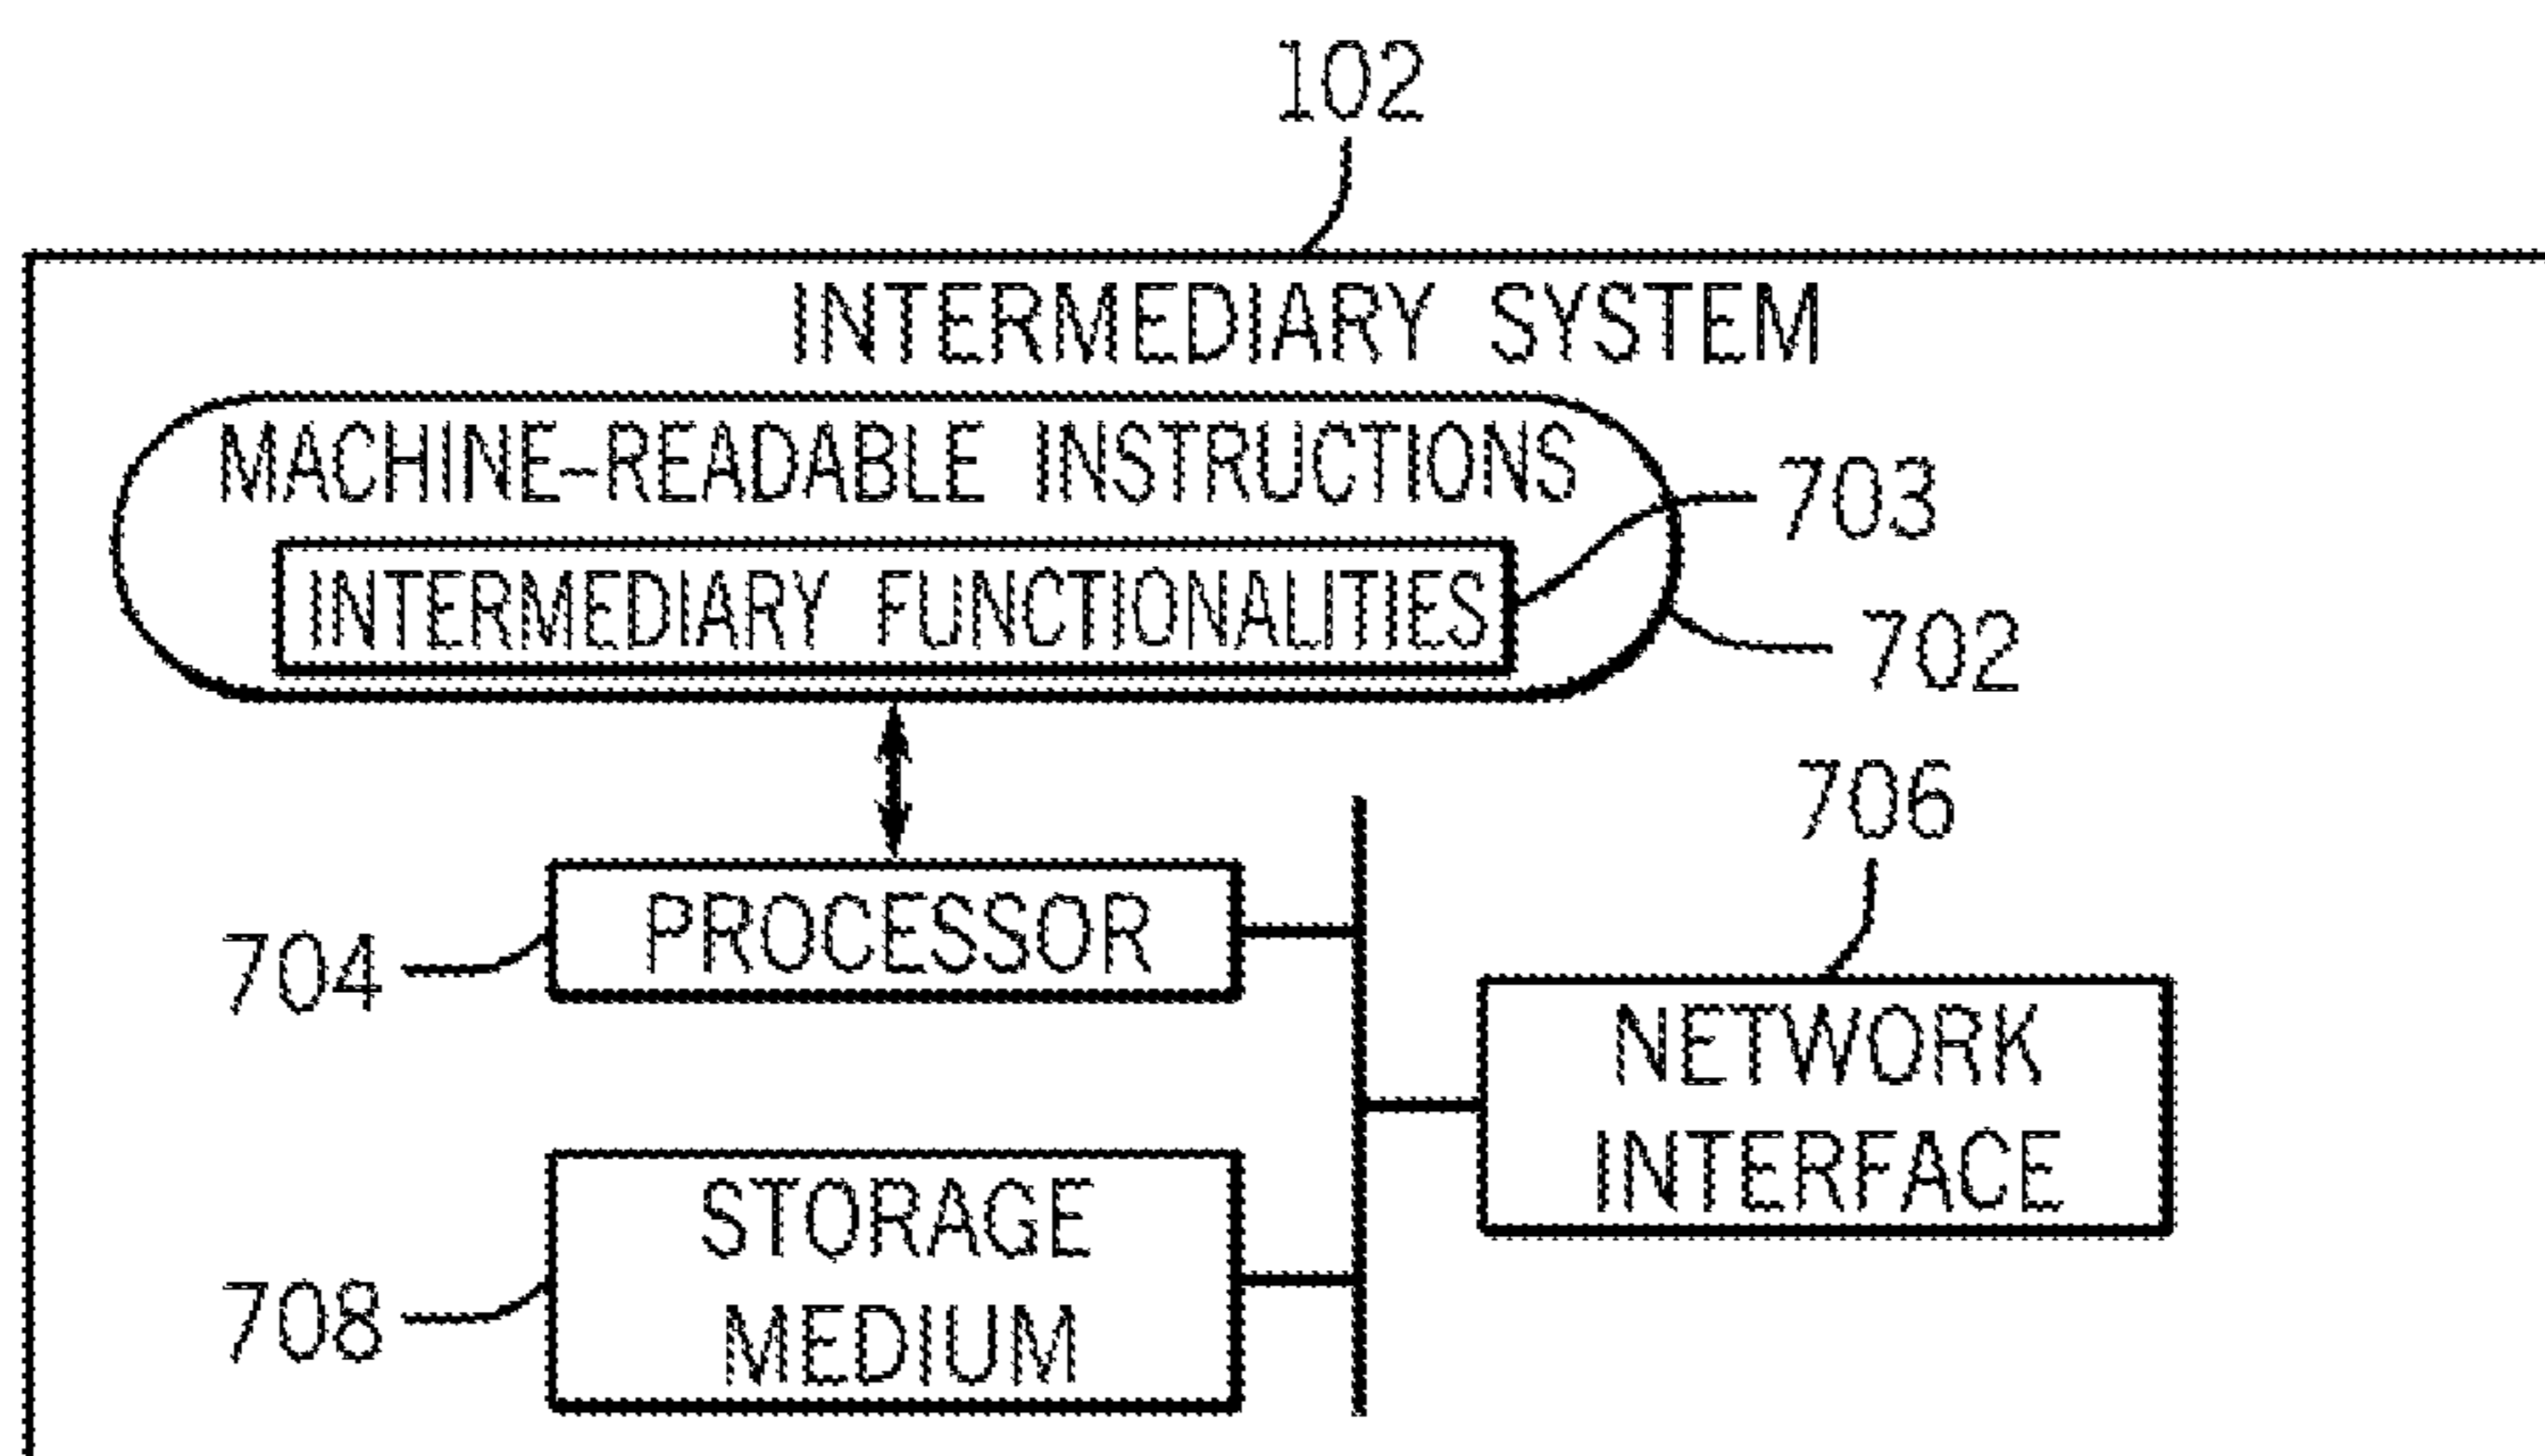 102
INTERMEDIARY SYSTEM
MACHINE-READABLE INSTRUCTIONS
703
INTERMEDIARY FUNCTIONALITIES
702
706
PROCESSOR
704
NETWORK
INTERFACE
STORAGE
MEDIUM
708